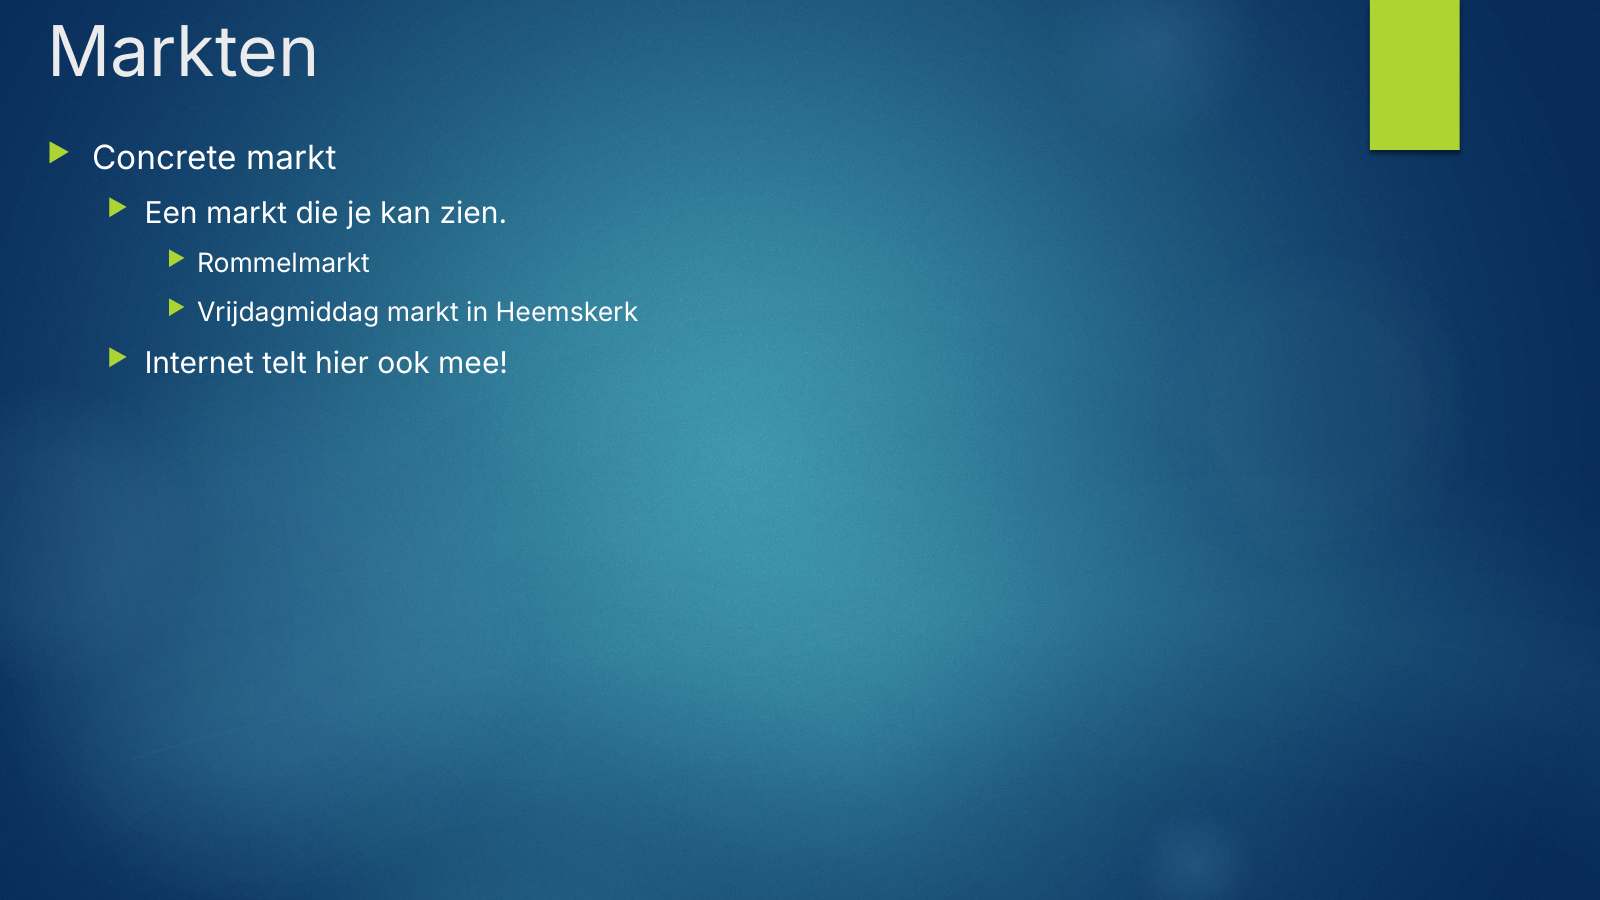 Markten
Concrete markt
Een markt die je kan zien.
Rommelmarkt
Vrijdagmiddag markt in Heemskerk
Internet telt hier ook mee!